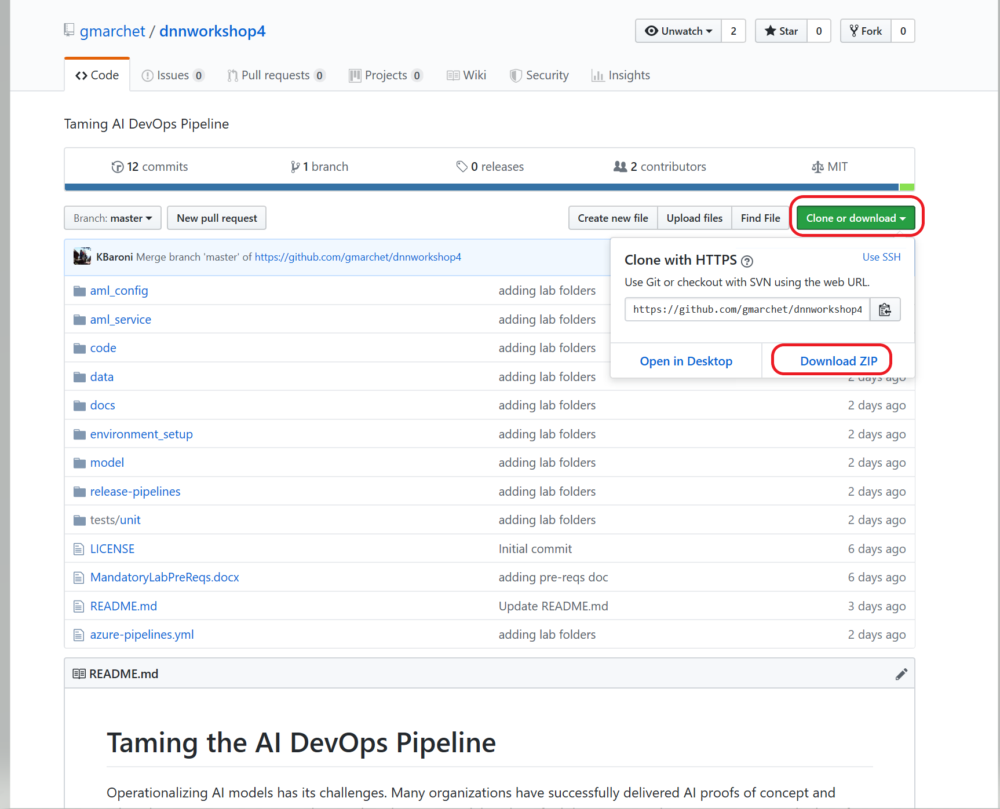 gmarchet / dnnworkshop4
Unwatch 2 Star 0 Fork 0
Code Issues 0 Pull requests 0 Projects 0 Wiki Security Insights
Taming AI DevOps Pipeline
12 commits 1 branch 0 releases 2 contributors MIT
Branch: master New pull request Create new file Upload files Find File Clone or download
KBaroni Merge branch 'master' of https://github.com/gmarchet/dnnworkshop4
Clone with HTTPS Use SSH
Use Git or checkout with SVN using the web URL.
https://github.com/gmarchet/dnnworkshop4
Open in Desktop Download ZIP
aml_config adding lab folders
aml_service adding lab folders
code adding lab folders
data adding lab folders 2 days ago
docs adding lab folders 2 days ago
environment_setup adding lab folders 2 days ago
model adding lab folders 2 days ago
release-pipelines adding lab folders 2 days ago
tests/unit adding lab folders 2 days ago
LICENSE Initial commit 6 days ago
MandatoryLabPreReqs.docx adding pre-reqs doc 6 days ago
README.md Update README.md 3 days ago
azure-pipelines.yml adding lab folders 2 days ago
README.md
Taming the AI DevOps Pipeline
Operationalizing AI models has its challenges. Many organizations have successfully delivered AI proofs of concept and